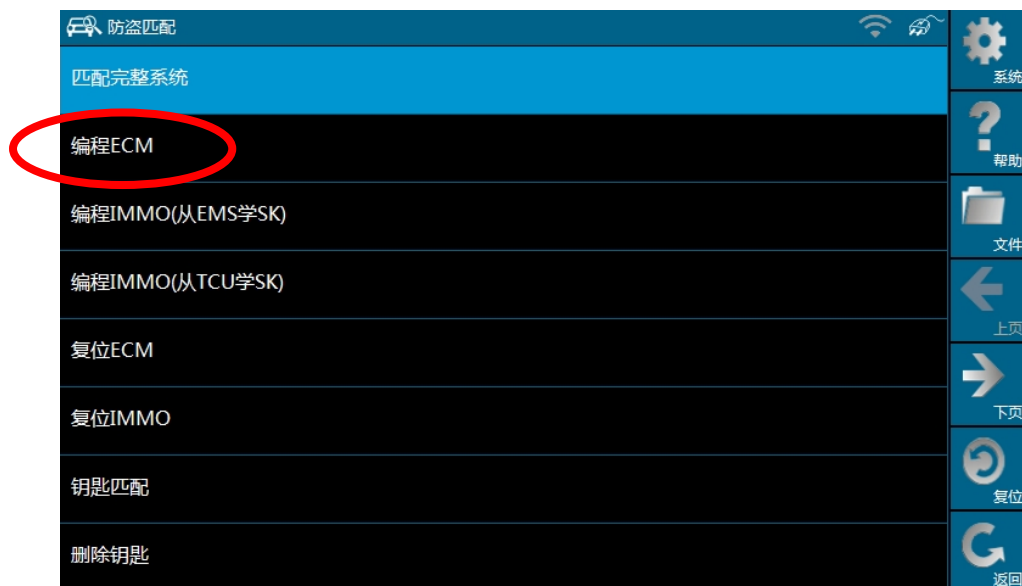 防盗匹配
匹配完整系统
编程ECM
编程IMMO(从EMS学SK)
编程IMMO(从TCU学SK)
复位ECM
复位IMMO
钥匙匹配
删除钥匙
系统
帮助
文件
上页
下页
复位
返回